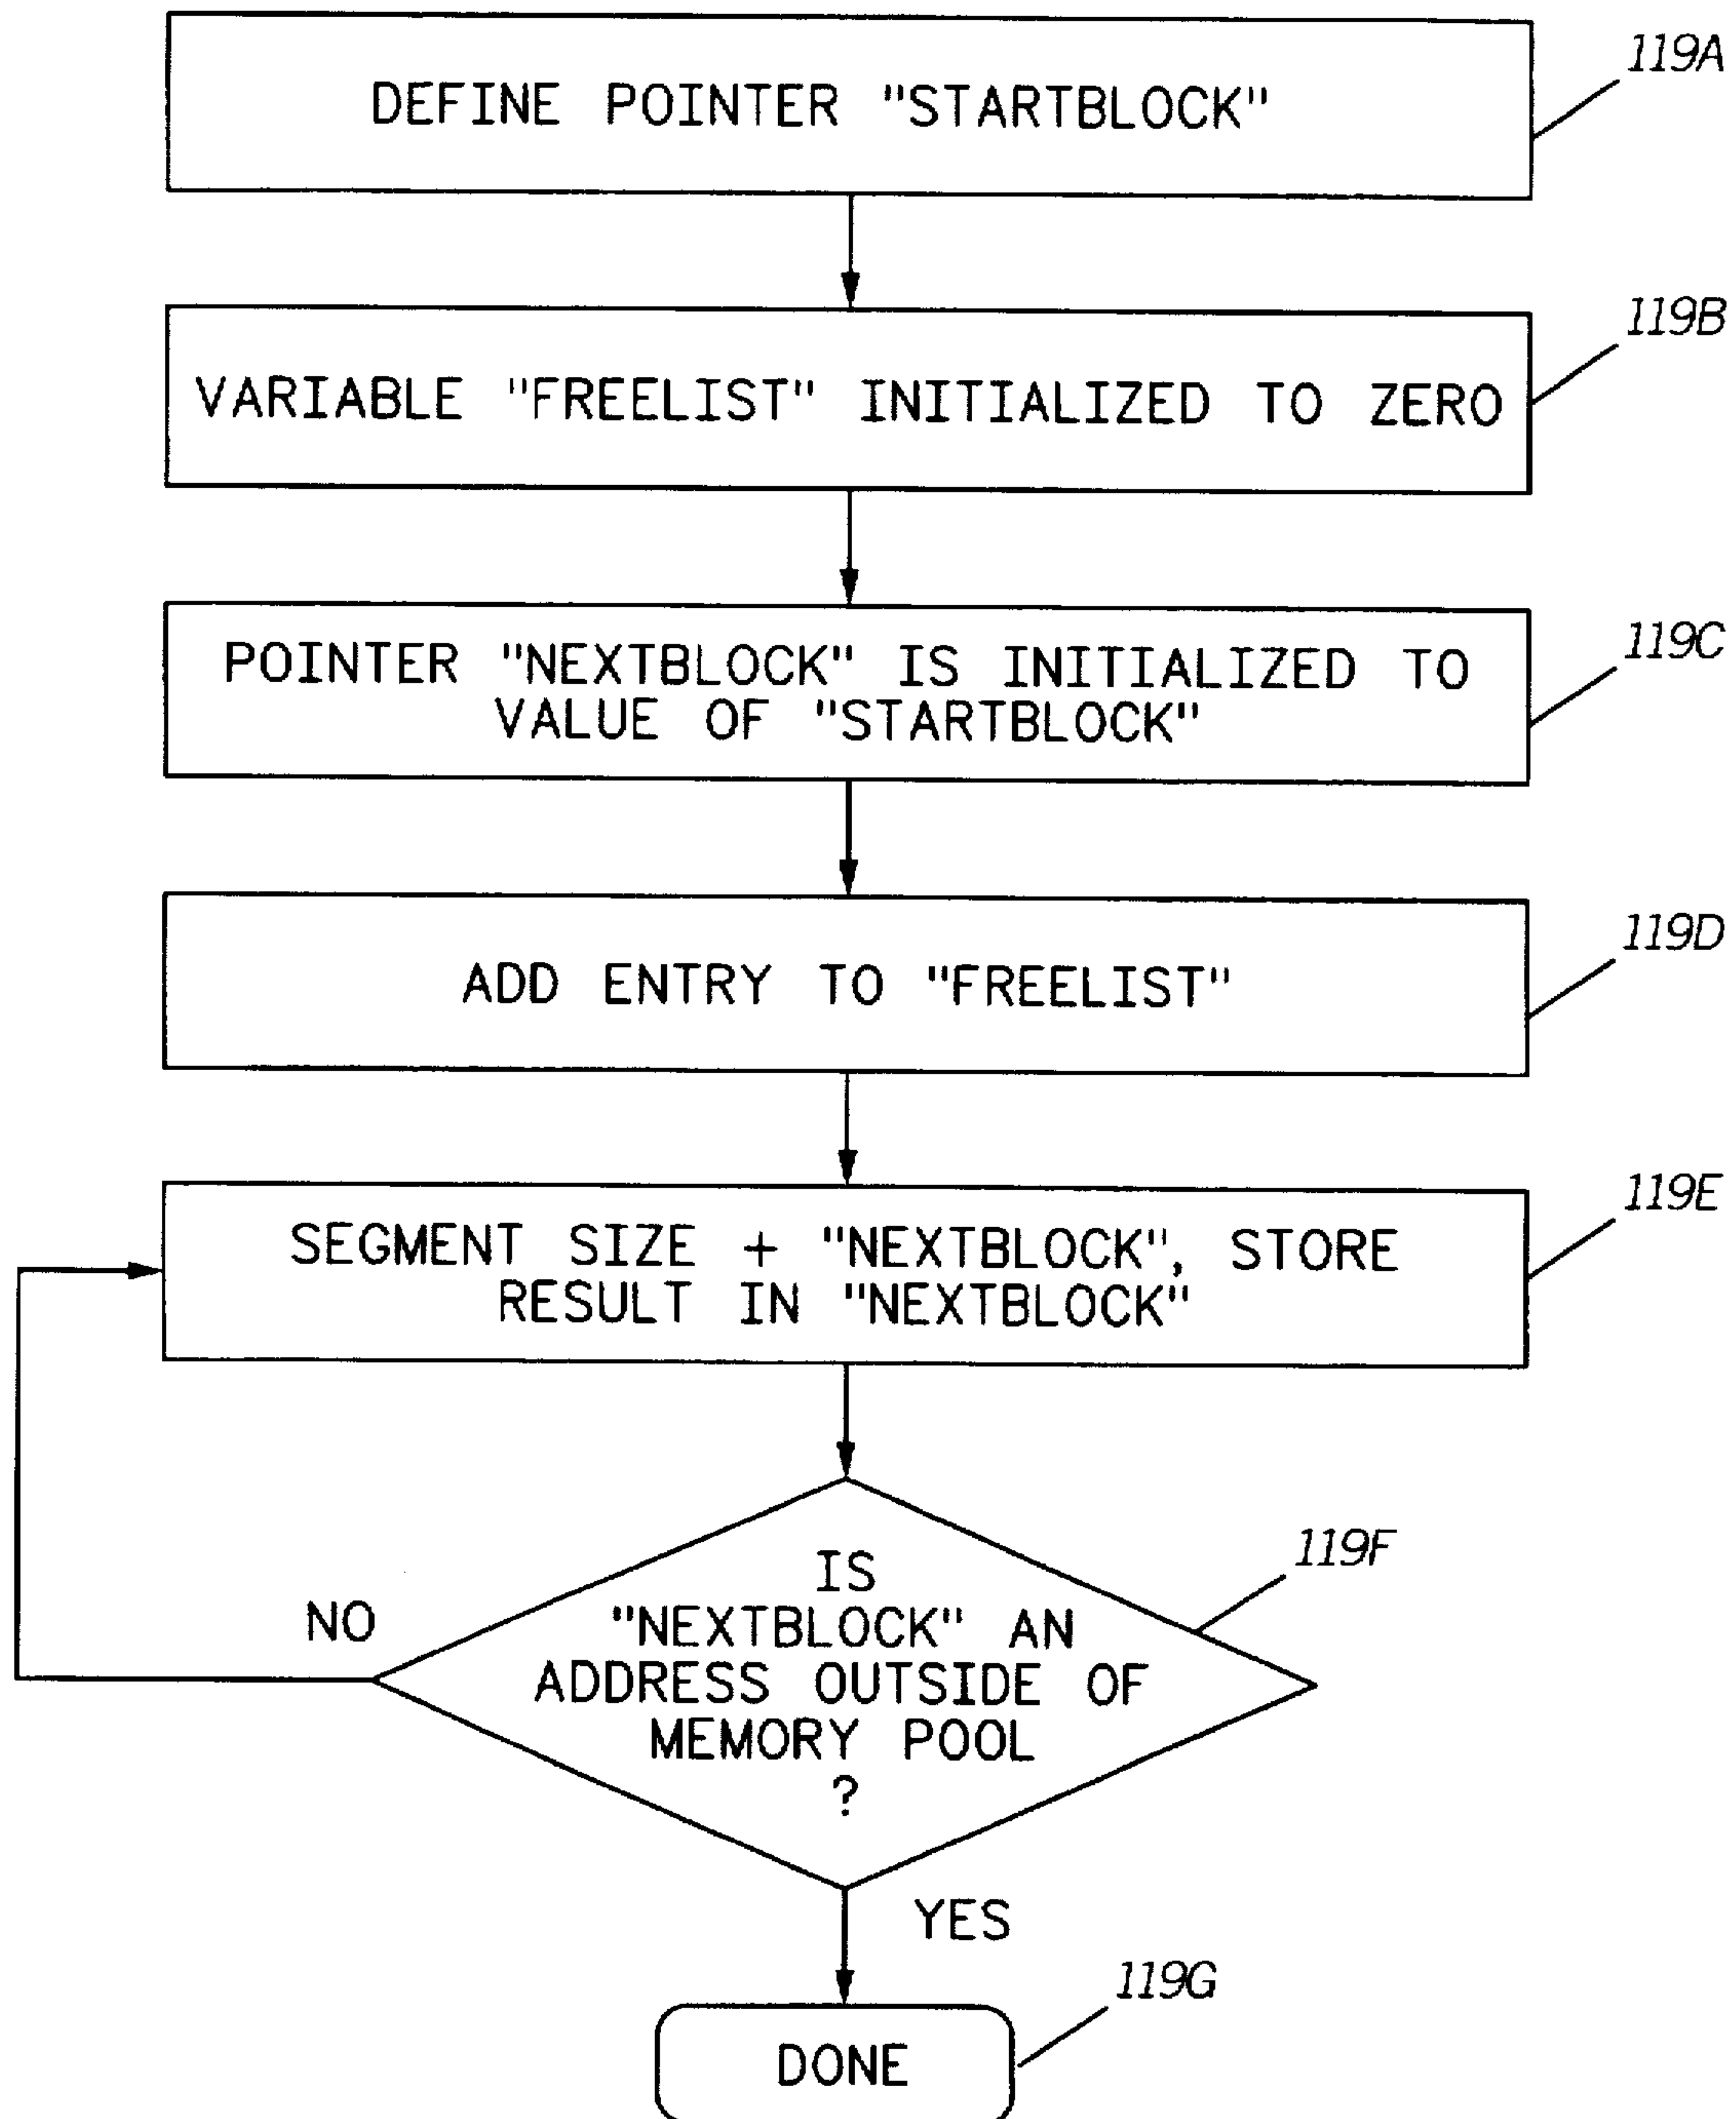 DEFINE POINTER "STARTBLOCK"
119A
VARIABLE "FREELIST" INITIALIZED TO ZERO
119B
POINTER "NEXTBLOCK" IS INITIALIZED TO
VALUE OF "STARTBLOCK"
119C
ADD ENTRY TO "FREELIST"
119D
SEGMENT SIZE + "NEXTBLOCK", STORE
RESULT IN "NEXTBLOCK"
119E
IS
"NEXTBLOCK" AN
ADDRESS OUTSIDE OF
MEMORY POOL
?
119F
NO
YES
DONE
119G